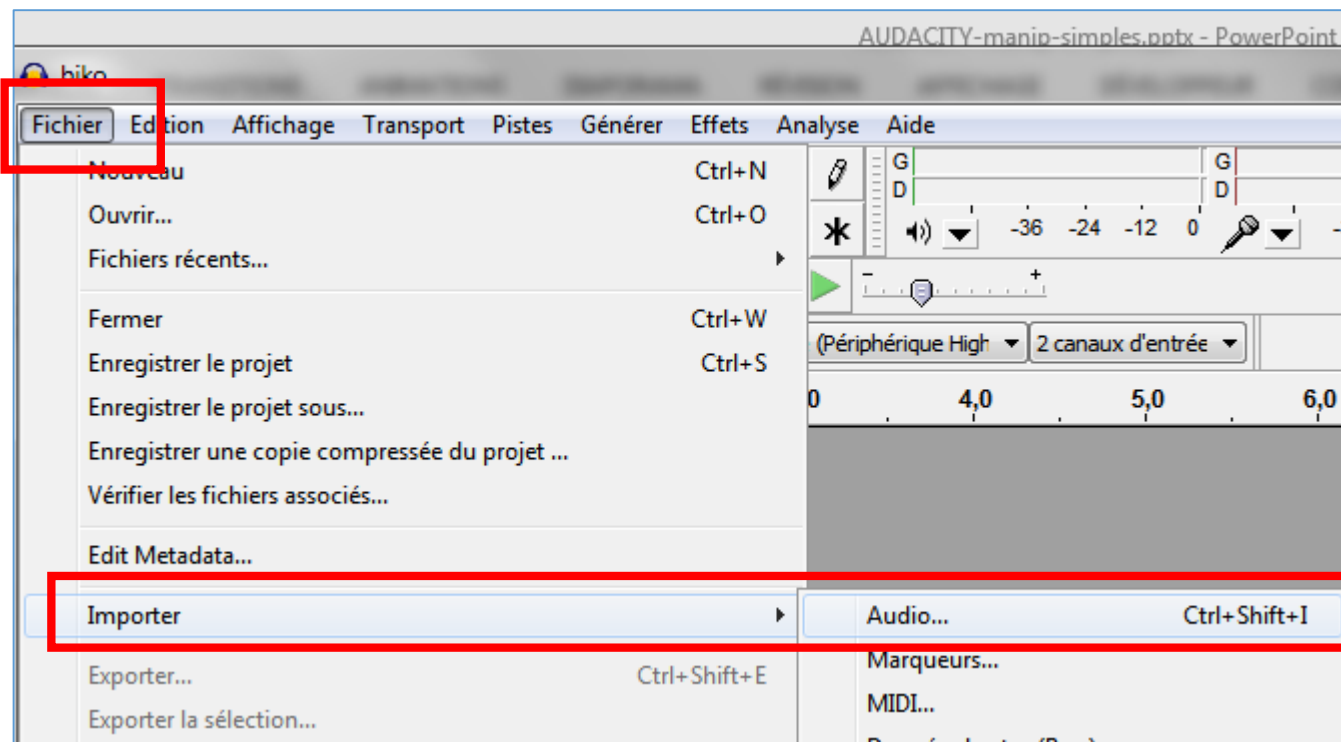 AUDACITY-manip-simples.pptx - PowerPoint
biko
Fichier Edition Affichage Transport Pistes Générer Effets Analyse Aide
Nouveau Ctrl+N
Ouvrir... Ctrl+O
Fichiers récents...
Fermer Ctrl+W
Enregistrer le projet Ctrl+S
Enregistrer le projet sous...
Enregistrer une copie compressée du projet ...
Vérifier les fichiers associés...
Edit Metadata...
Importer
Exporter... Ctrl+Shift+E
Exporter la sélection...
Audio... Ctrl+Shift+I
Marqueurs...
MIDI...
G G
D D
-36 -24 -12 0 -
- +
(Périphérique High 2 canaux d'entrée
0 4,0 5,0 6,0